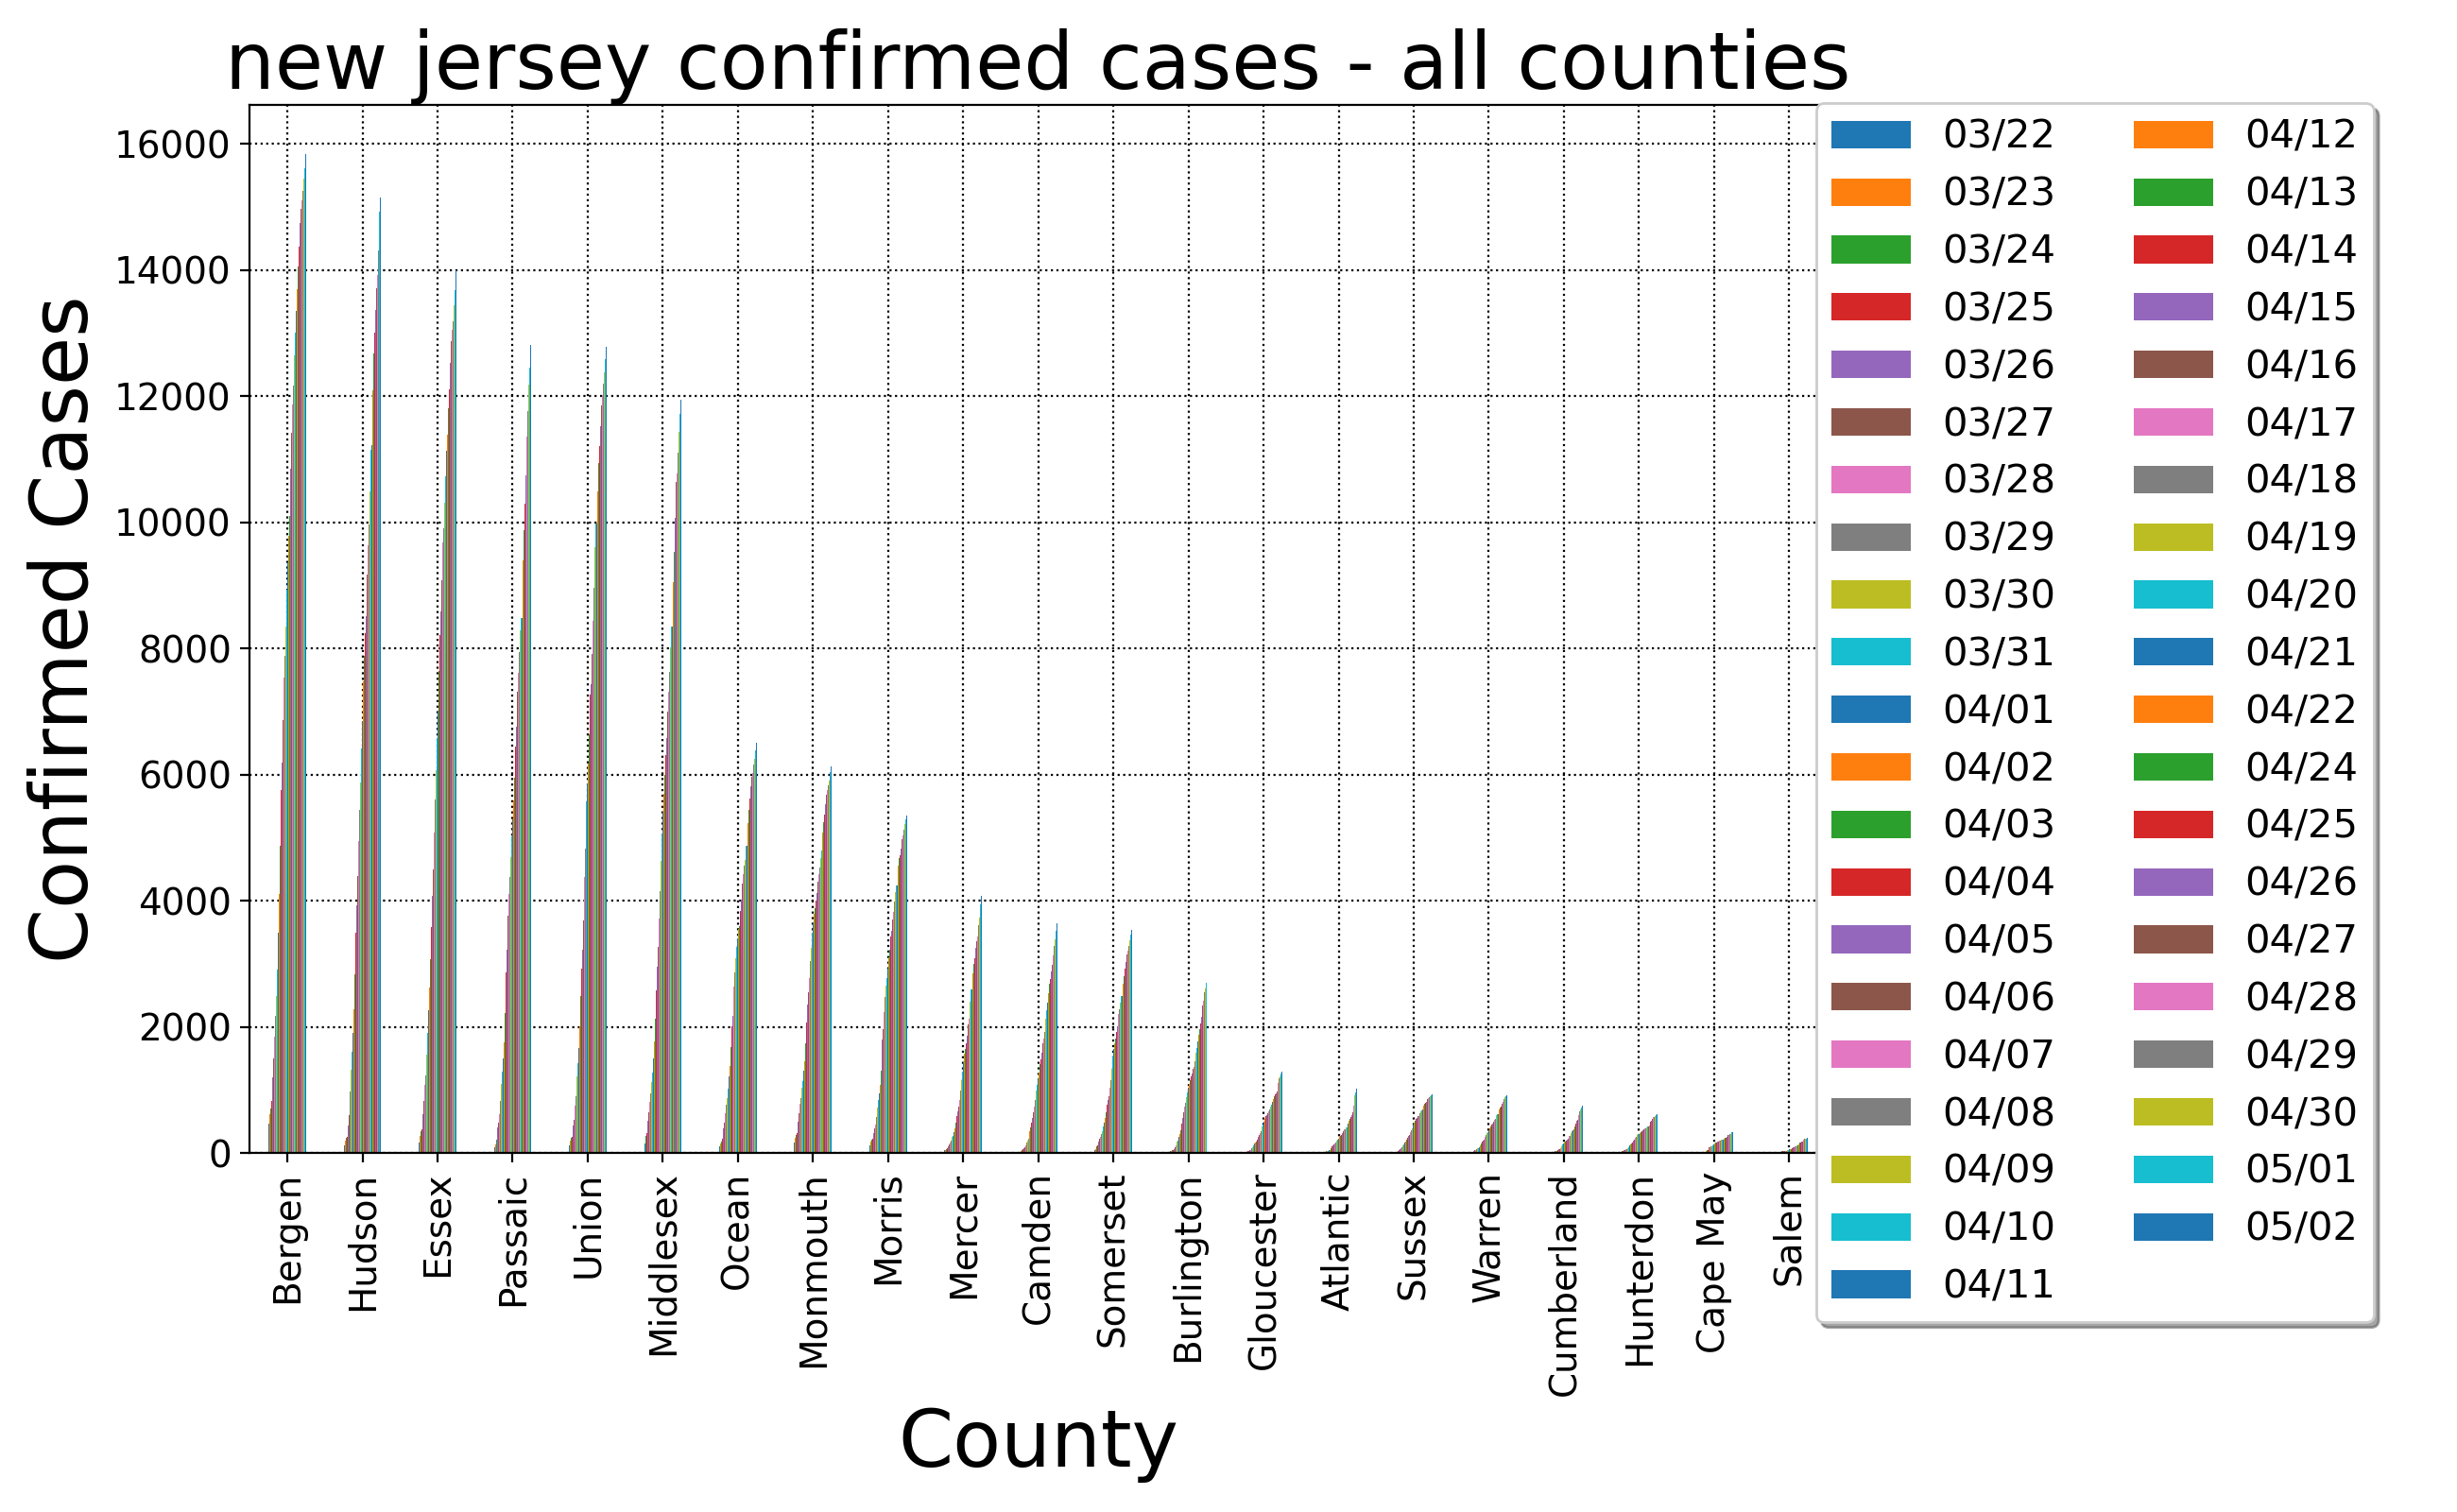 new jersey confirmed cases - all counties
Confirmed Cases
16000
14000
12000
10000
8000
6000
4000
2000
0
Bergen
Hudson
Essex
Passaic
Union
Middlesex
Ocean
Monmouth
Morris
Mercer
Camden
Somerset
Burlington
Gloucester
Atlantic
Sussex
Warren
Cumberland
Hunterdon
Cape May
Salem
County
03/22
03/23
03/24
03/25
03/26
03/27
03/28
03/29
03/30
03/31
04/01
04/02
04/03
04/04
04/05
04/06
04/07
04/08
04/09
04/10
04/11
04/12
04/13
04/14
04/15
04/16
04/17
04/18
04/19
04/20
04/21
04/22
04/24
04/25
04/26
04/27
04/28
04/29
04/30
05/01
05/02